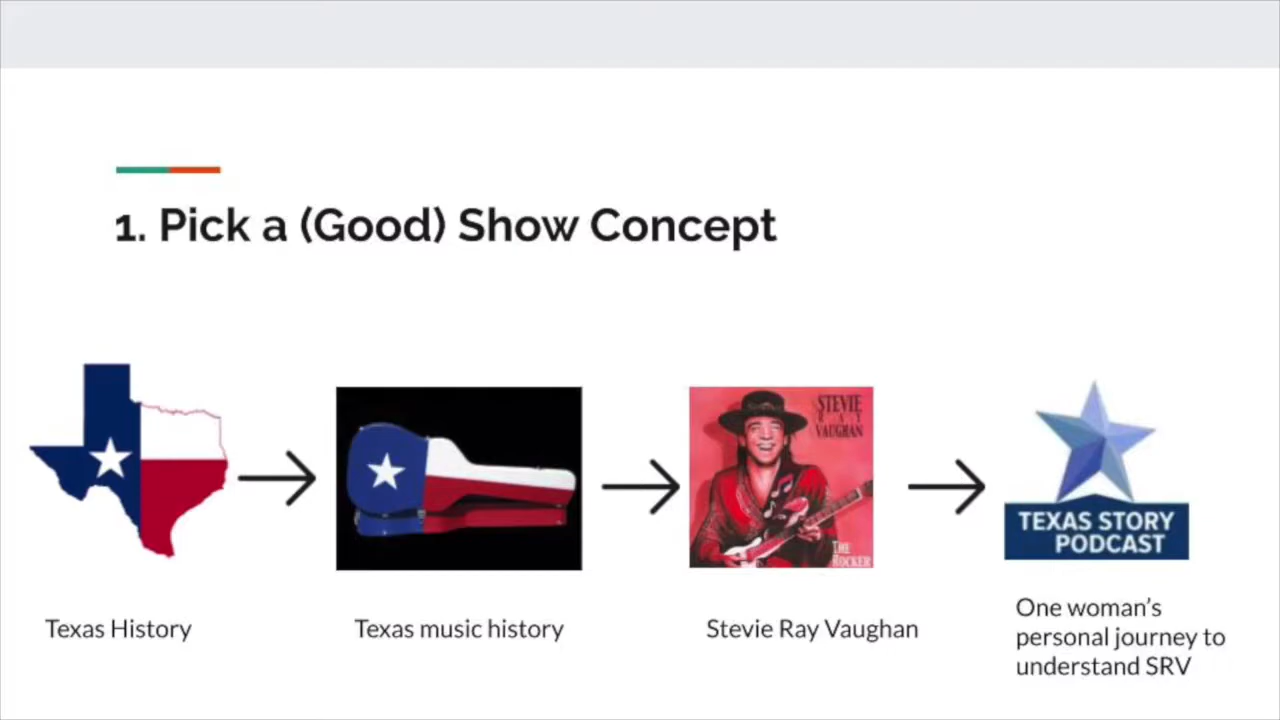 1. Pick a (Good) Show Concept
STEVIE
RAY
VAUGHAN
THE
ROCKER
TEXAS STORY
PODCAST
Texas History
Texas music history
Stevie Ray Vaughan
One woman's
personal journey to
understand SRV